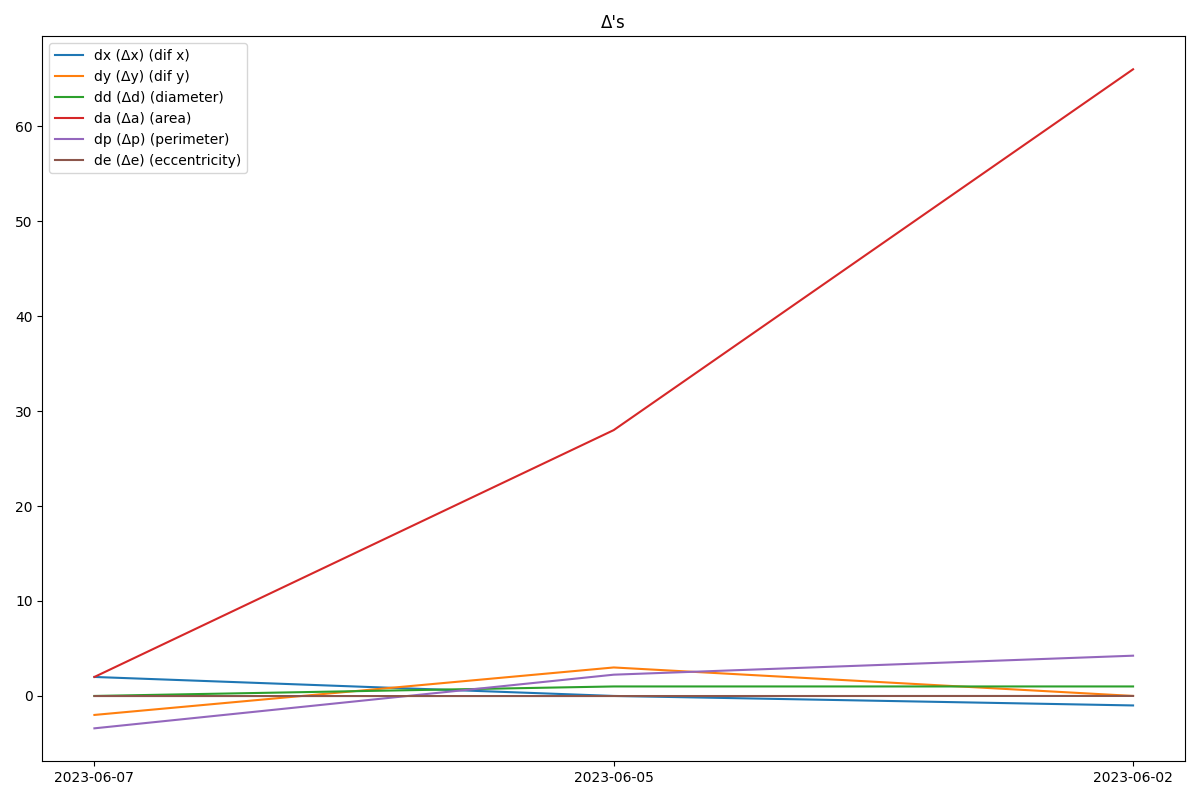 Δ's
dx (Δx) (dif x)
dy (Δy) (dif y)
dd (Δd) (diameter)
da (Δa) (area)
dp (Δp) (perimeter)
de (Δe) (eccentricity)
60
50
40
30
20
10
0
2023-06-07 2023-06-05 2023-06-02